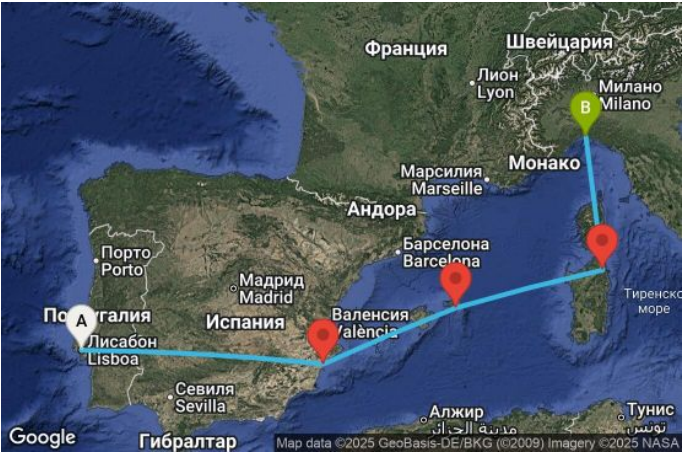 Франция
Швейцария
Лион
Lyon
Милано
Milano
B
Монако
Марсилия
Marseille
Андора
Барселона
Barcelona
Порто
Porto
Мадрид
Madrid
A
Испания
Валенсия
València
Лисабон
Lisboa
Тиренско
море
Севиля
Sevilla
Алжир
Тунис
تونس
Гибралтар
Google
Map data ©2025 GeoBasis-DE/BKG (©2009) Imagery ©2025 NASA